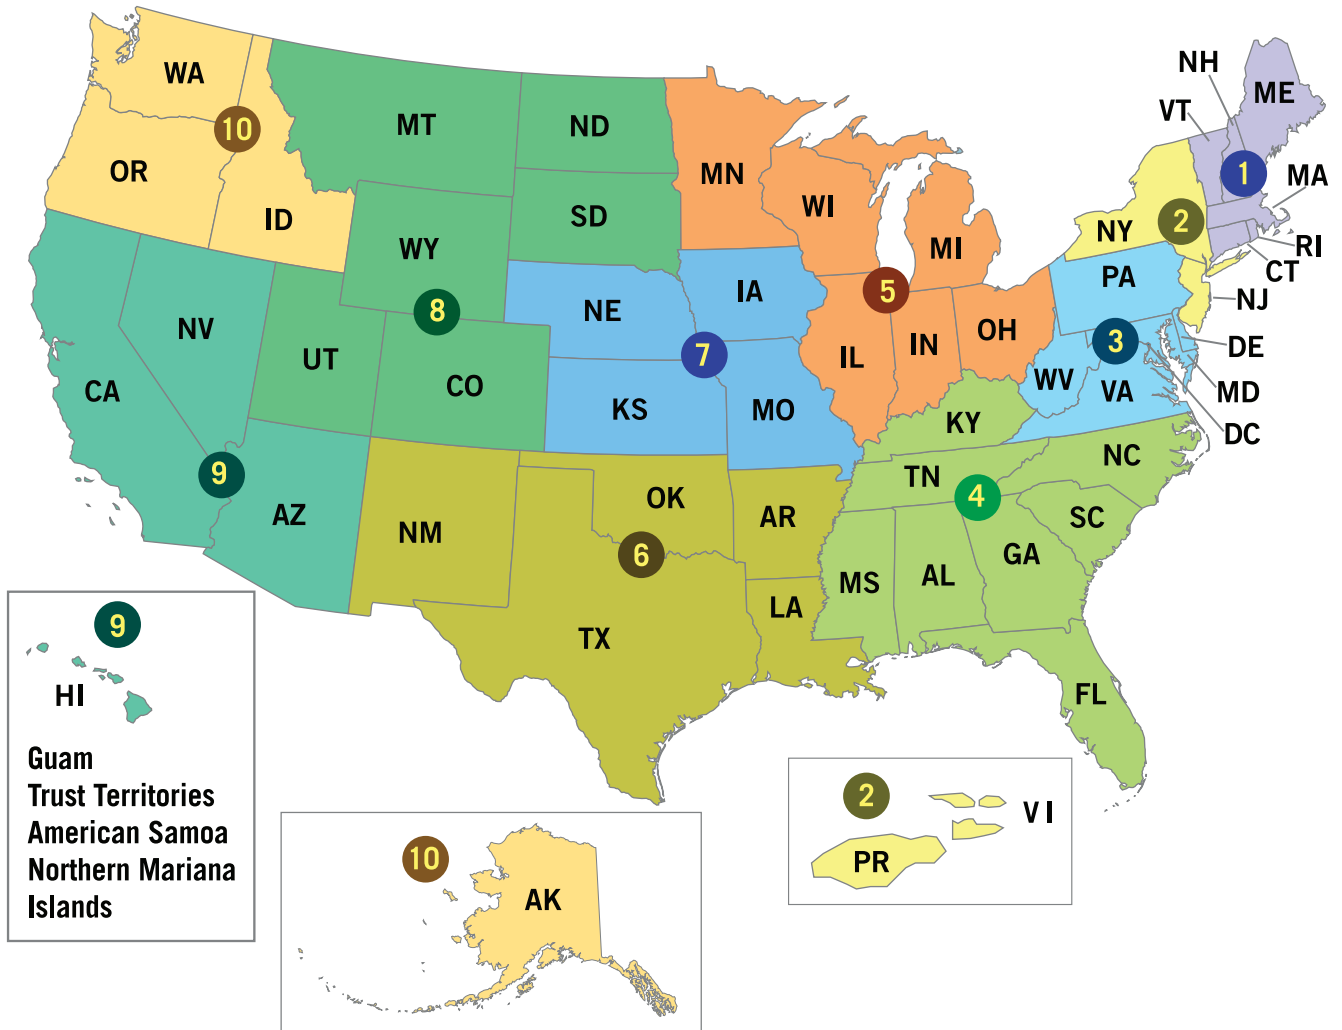 NH
ME
WA
VT
MT
ND
10
OR
MN
1
MA
WI
SD
ID
NY
2
RI
WY
MI
CT
PA
IA
5
NJ
8
NE
NV
OH
3
DE
IN
7
UT
IL
WV
MD
CO
CA
VA
KS
MO
KY
DC
NC
9
TN
4
OK
AZ
AR
SC
NM
6
GA
AL
MS
LA
9
TX
HI
FL
Guam
Trust Territories
American Samoa
Northern Mariana
Islands
2
VI
PR
10
AK